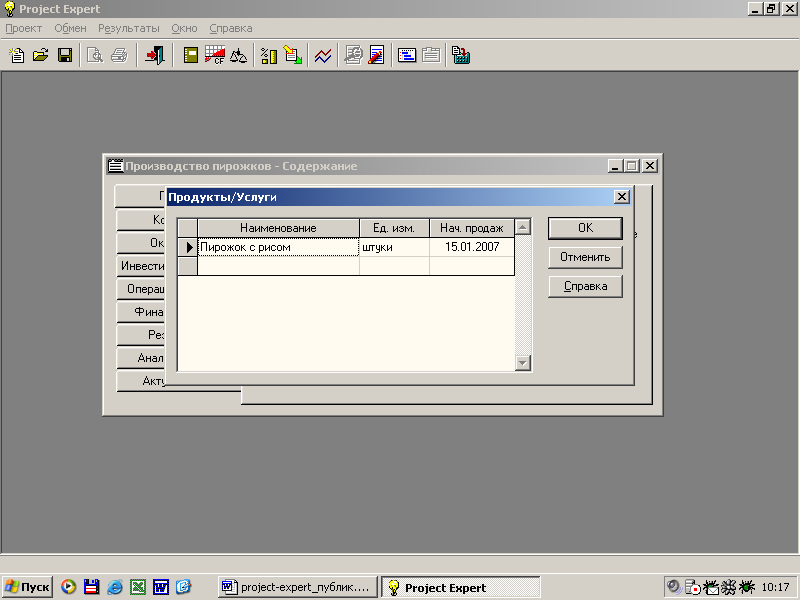 Project Expert
Проект Обмен Результаты Окно Справка
CF
Производство пирожков - Содержание
Продукты/Услуги
Наименование Ед. изм. Нач. продаж
Пирожок с рисом штуки 15.01.2007
OK
Отменить
Справка
Инвести
Операц
Фина
Рез
Анал
Акту
Пуск project-expert_публик.... Project Expert 10:17